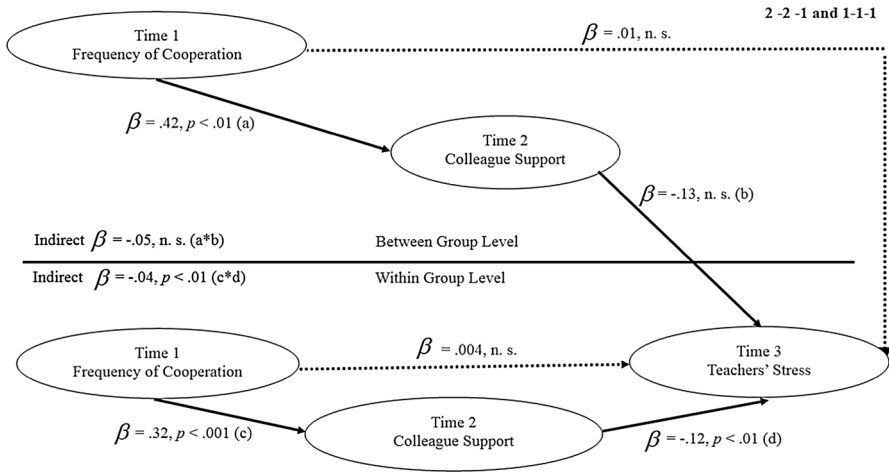 2 -2 -1 and 1-1-1
Time 1
Frequency of Cooperation
β = .01, n. s.
β = .42, p < .01 (a)
Time 2
Colleague Support
β = -.13, n. s. (b)
Indirect β = -.05, n. s. (a*b)
Between Group Level
Indirect β = -.04, p < .01 (c*d)
Within Group Level
Time 1
Frequency of Cooperation
β = .004, n. s.
Time 3
Teachers’ Stress
β = .32, p < .001 (c)
Time 2
Colleague Support
β = -.12, p < .01 (d)